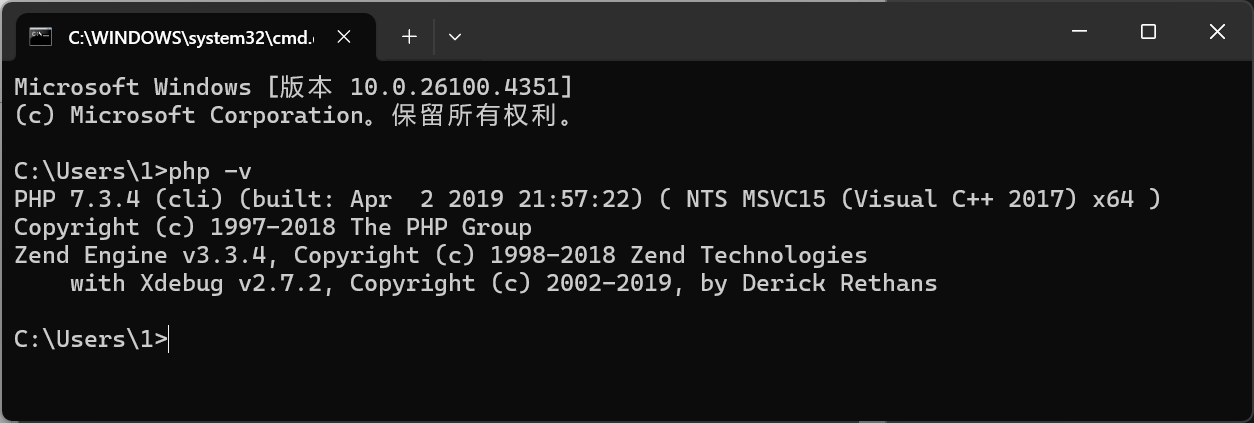 C:\WINDOWS\system32\cmd.
Microsoft Windows [版本 10.0.26100.4351]
(c) Microsoft Corporation。保留所有权利。
C:\Users\1>php -v
PHP 7.3.4 (cli) (built: Apr  2 2019 21:57:22) ( NTS MSVC15 (Visual C++ 2017) x64 )
Copyright (c) 1997-2018 The PHP Group
Zend Engine v3.3.4, Copyright (c) 1998-2018 Zend Technologies
    with Xdebug v2.7.2, Copyright (c) 2002-2019, by Derick Rethans
C:\Users\1>